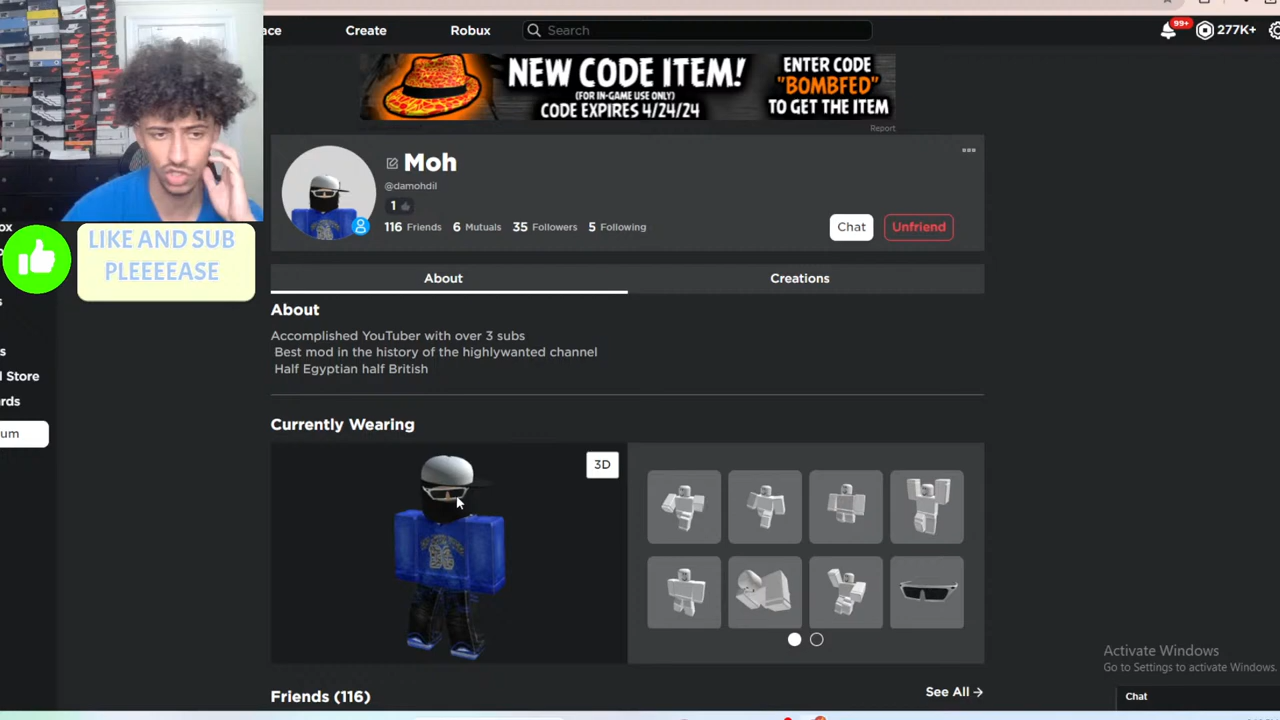 ace
Create
Robux
Search
99+
277K+
NEW CODE ITEM!
(FOR IN-GAME USE ONLY)
CODE EXPIRES 4/24/24
ENTER CODE
"BOMBFED"
TO GET THE ITEM
Report
Moh
@damohdil
1
116 Friends
6 Mutuals
35 Followers
5 Following
Chat
Unfriend
LIKE AND SUB
PLEEEEASE
ox
s
s
l Store
rds
um
About
Creations
About
Accomplished YouTuber with over 3 subs
Best mod in the history of the highlywanted channel
Half Egyptian half British
Currently Wearing
3D
Friends (116)
See All →
Activate Windows
Go to Settings to activate Windows.
Chat